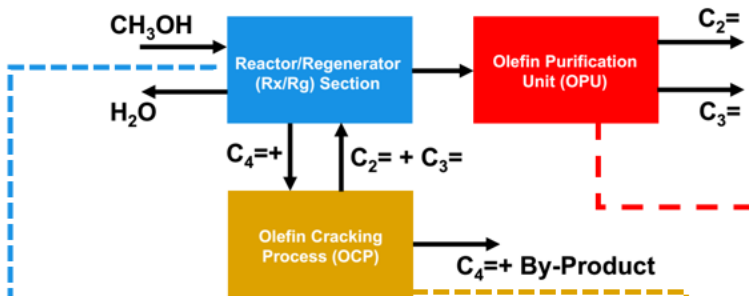 CH₃OH
H₂O
Reactor/Regenerator
(Rx/Rg) Section
Olefin Purification
Unit (OPU)
C₂=
C₃=
C₄=+
C₂= + C₃=
Olefin Cracking
Process (OCP)
C₄=+ By-Product